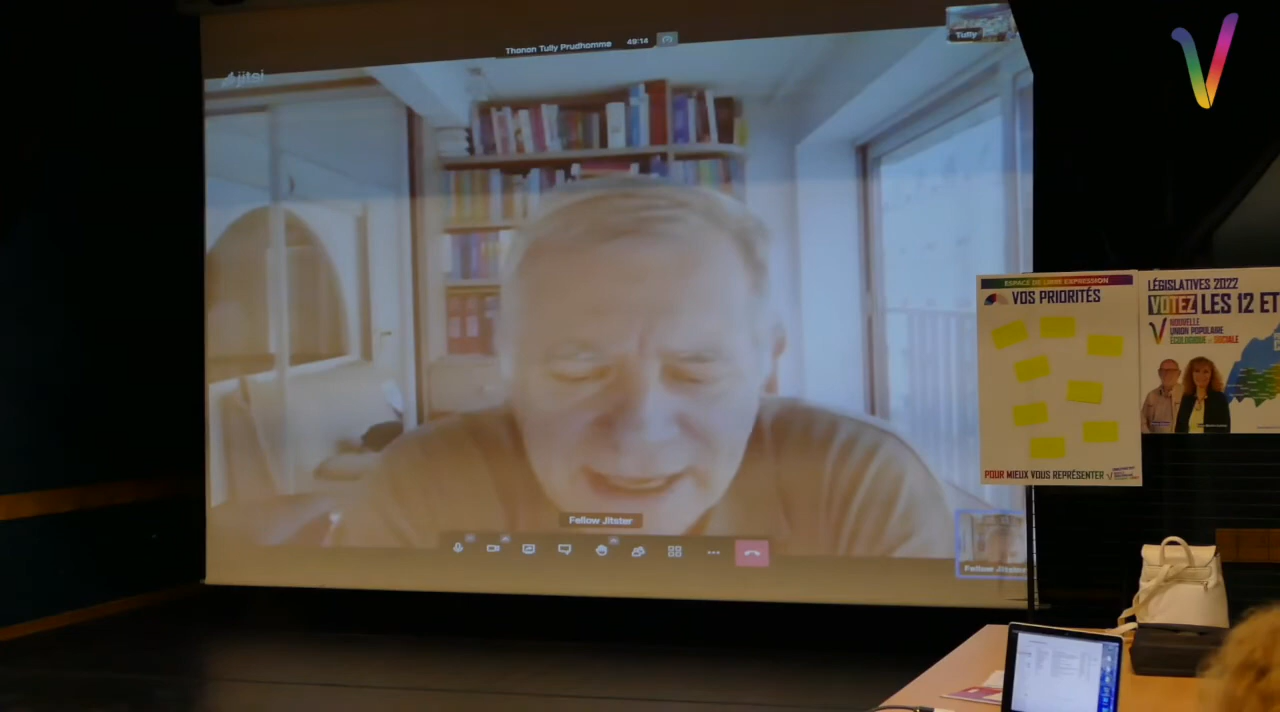 Thonon Tully Prudhomme 49:14
Tully
jitsi
Fellow Jitster
Fellow Jitster
ESPACE DE LIBRE EXPRESSION
VOS PRIORITÉS
POUR MIEUX VOUS REPRÉSENTER
LÉGISLATIVES 2022
VOTEZ LES 12 ET
NOUVELLE
UNION POPULAIRE
ÉCOLOGIQUE ET SOCIALE